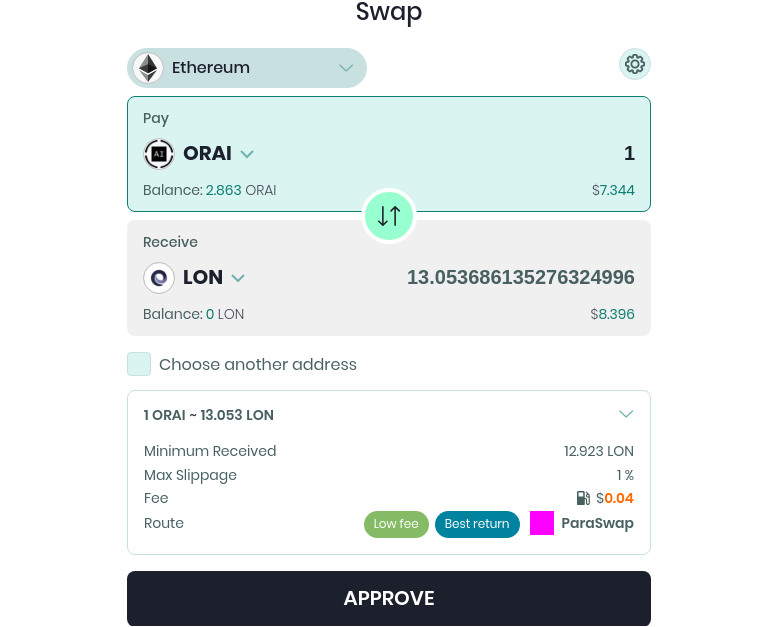 Swap
Ethereum
Pay
AI
ORAI 1
Balance: 2.863 ORAI $7.344
Receive
LON 13.053686135276324996
Balance: 0 LON $8.396
Choose another address
1 ORAI ~ 13.053 LON
Minimum Received 12.923 LON
Max Slippage 1 %
Fee $0.04
Route Low fee Best return ParaSwap
APPROVE